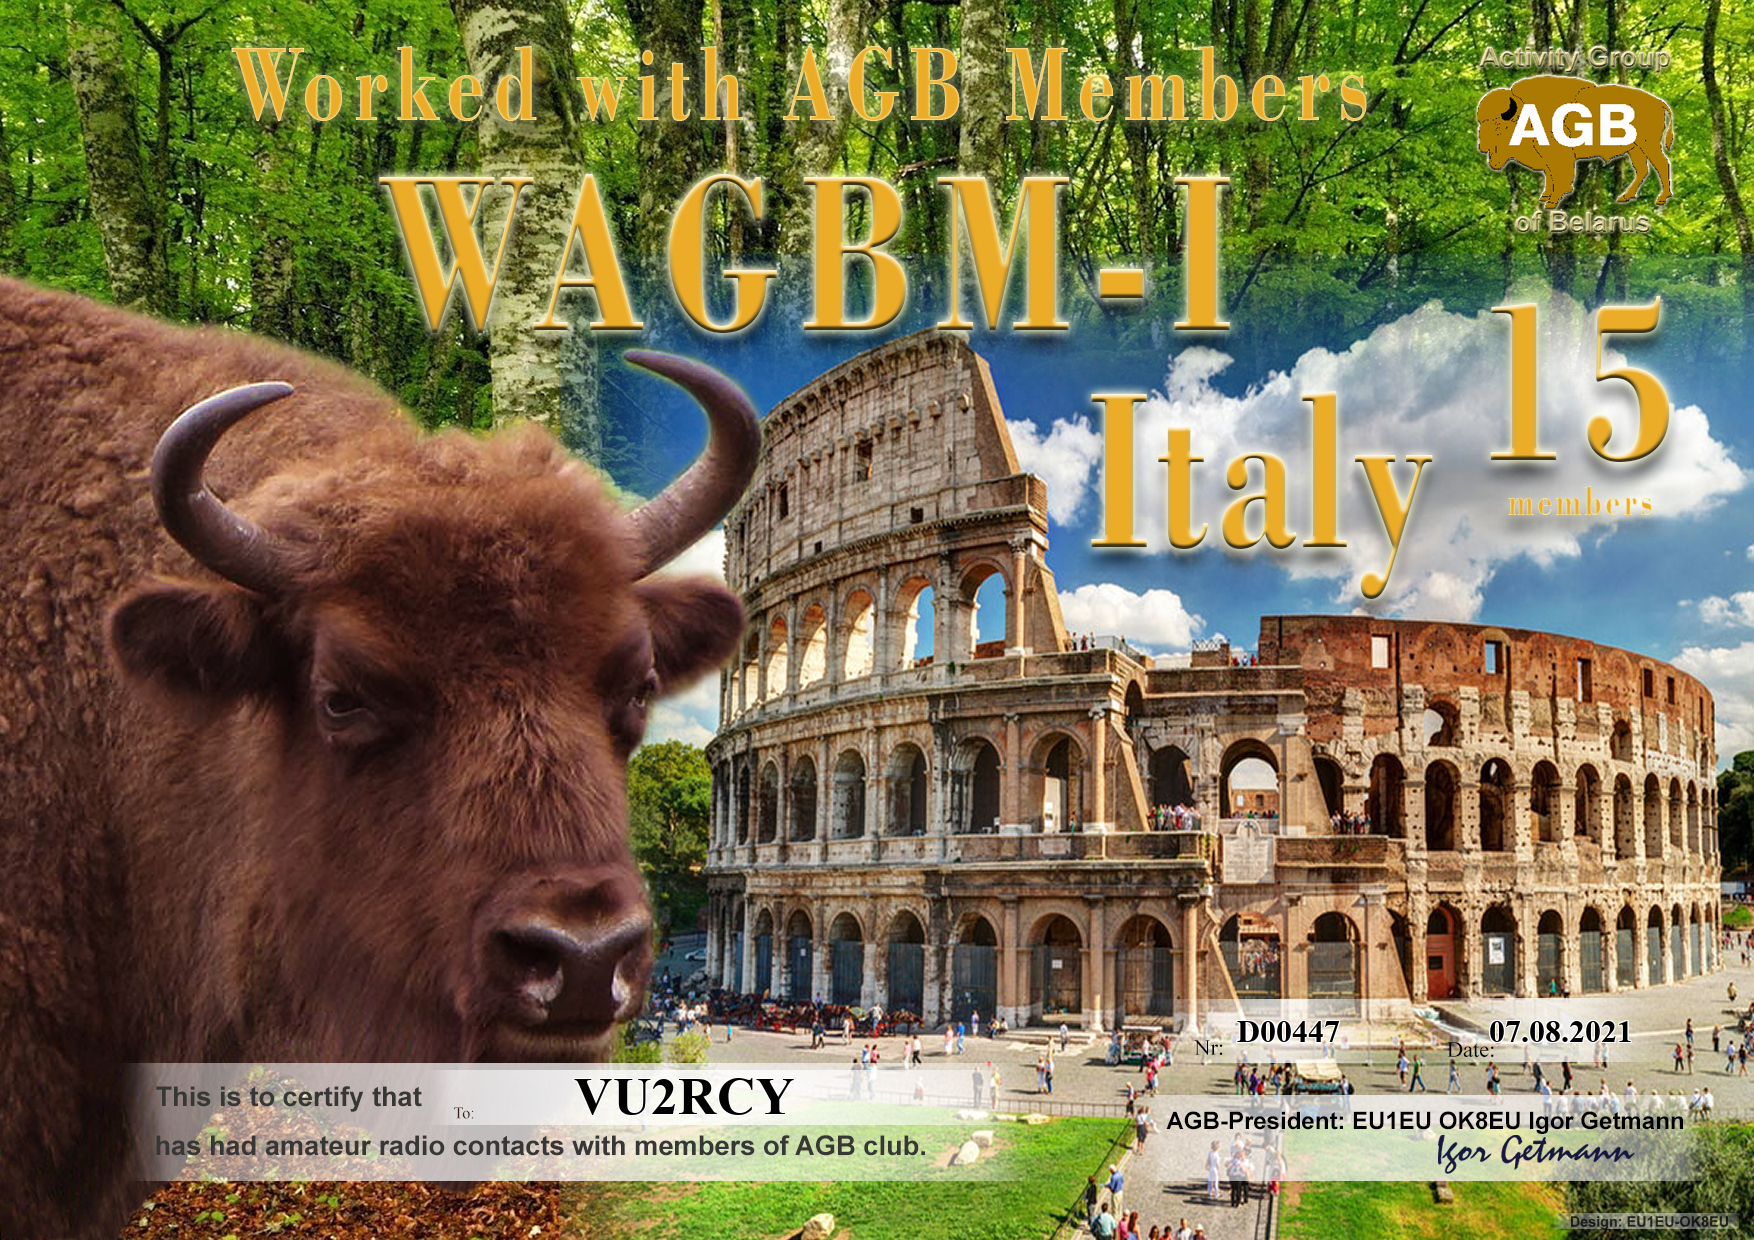 Worked with AGB Members
Activity Group
AGB
of Belarus
WAGBM-I
15
Italy
members
Nr: D00447
Date: 07.08.2021
This is to certify that
To: VU2RCY
has had amateur radio contacts with members of AGB club.
AGB-President: EU1EU OK8EU Igor Getmann
Igor Getmann
Design: EU1EU-OK8EU